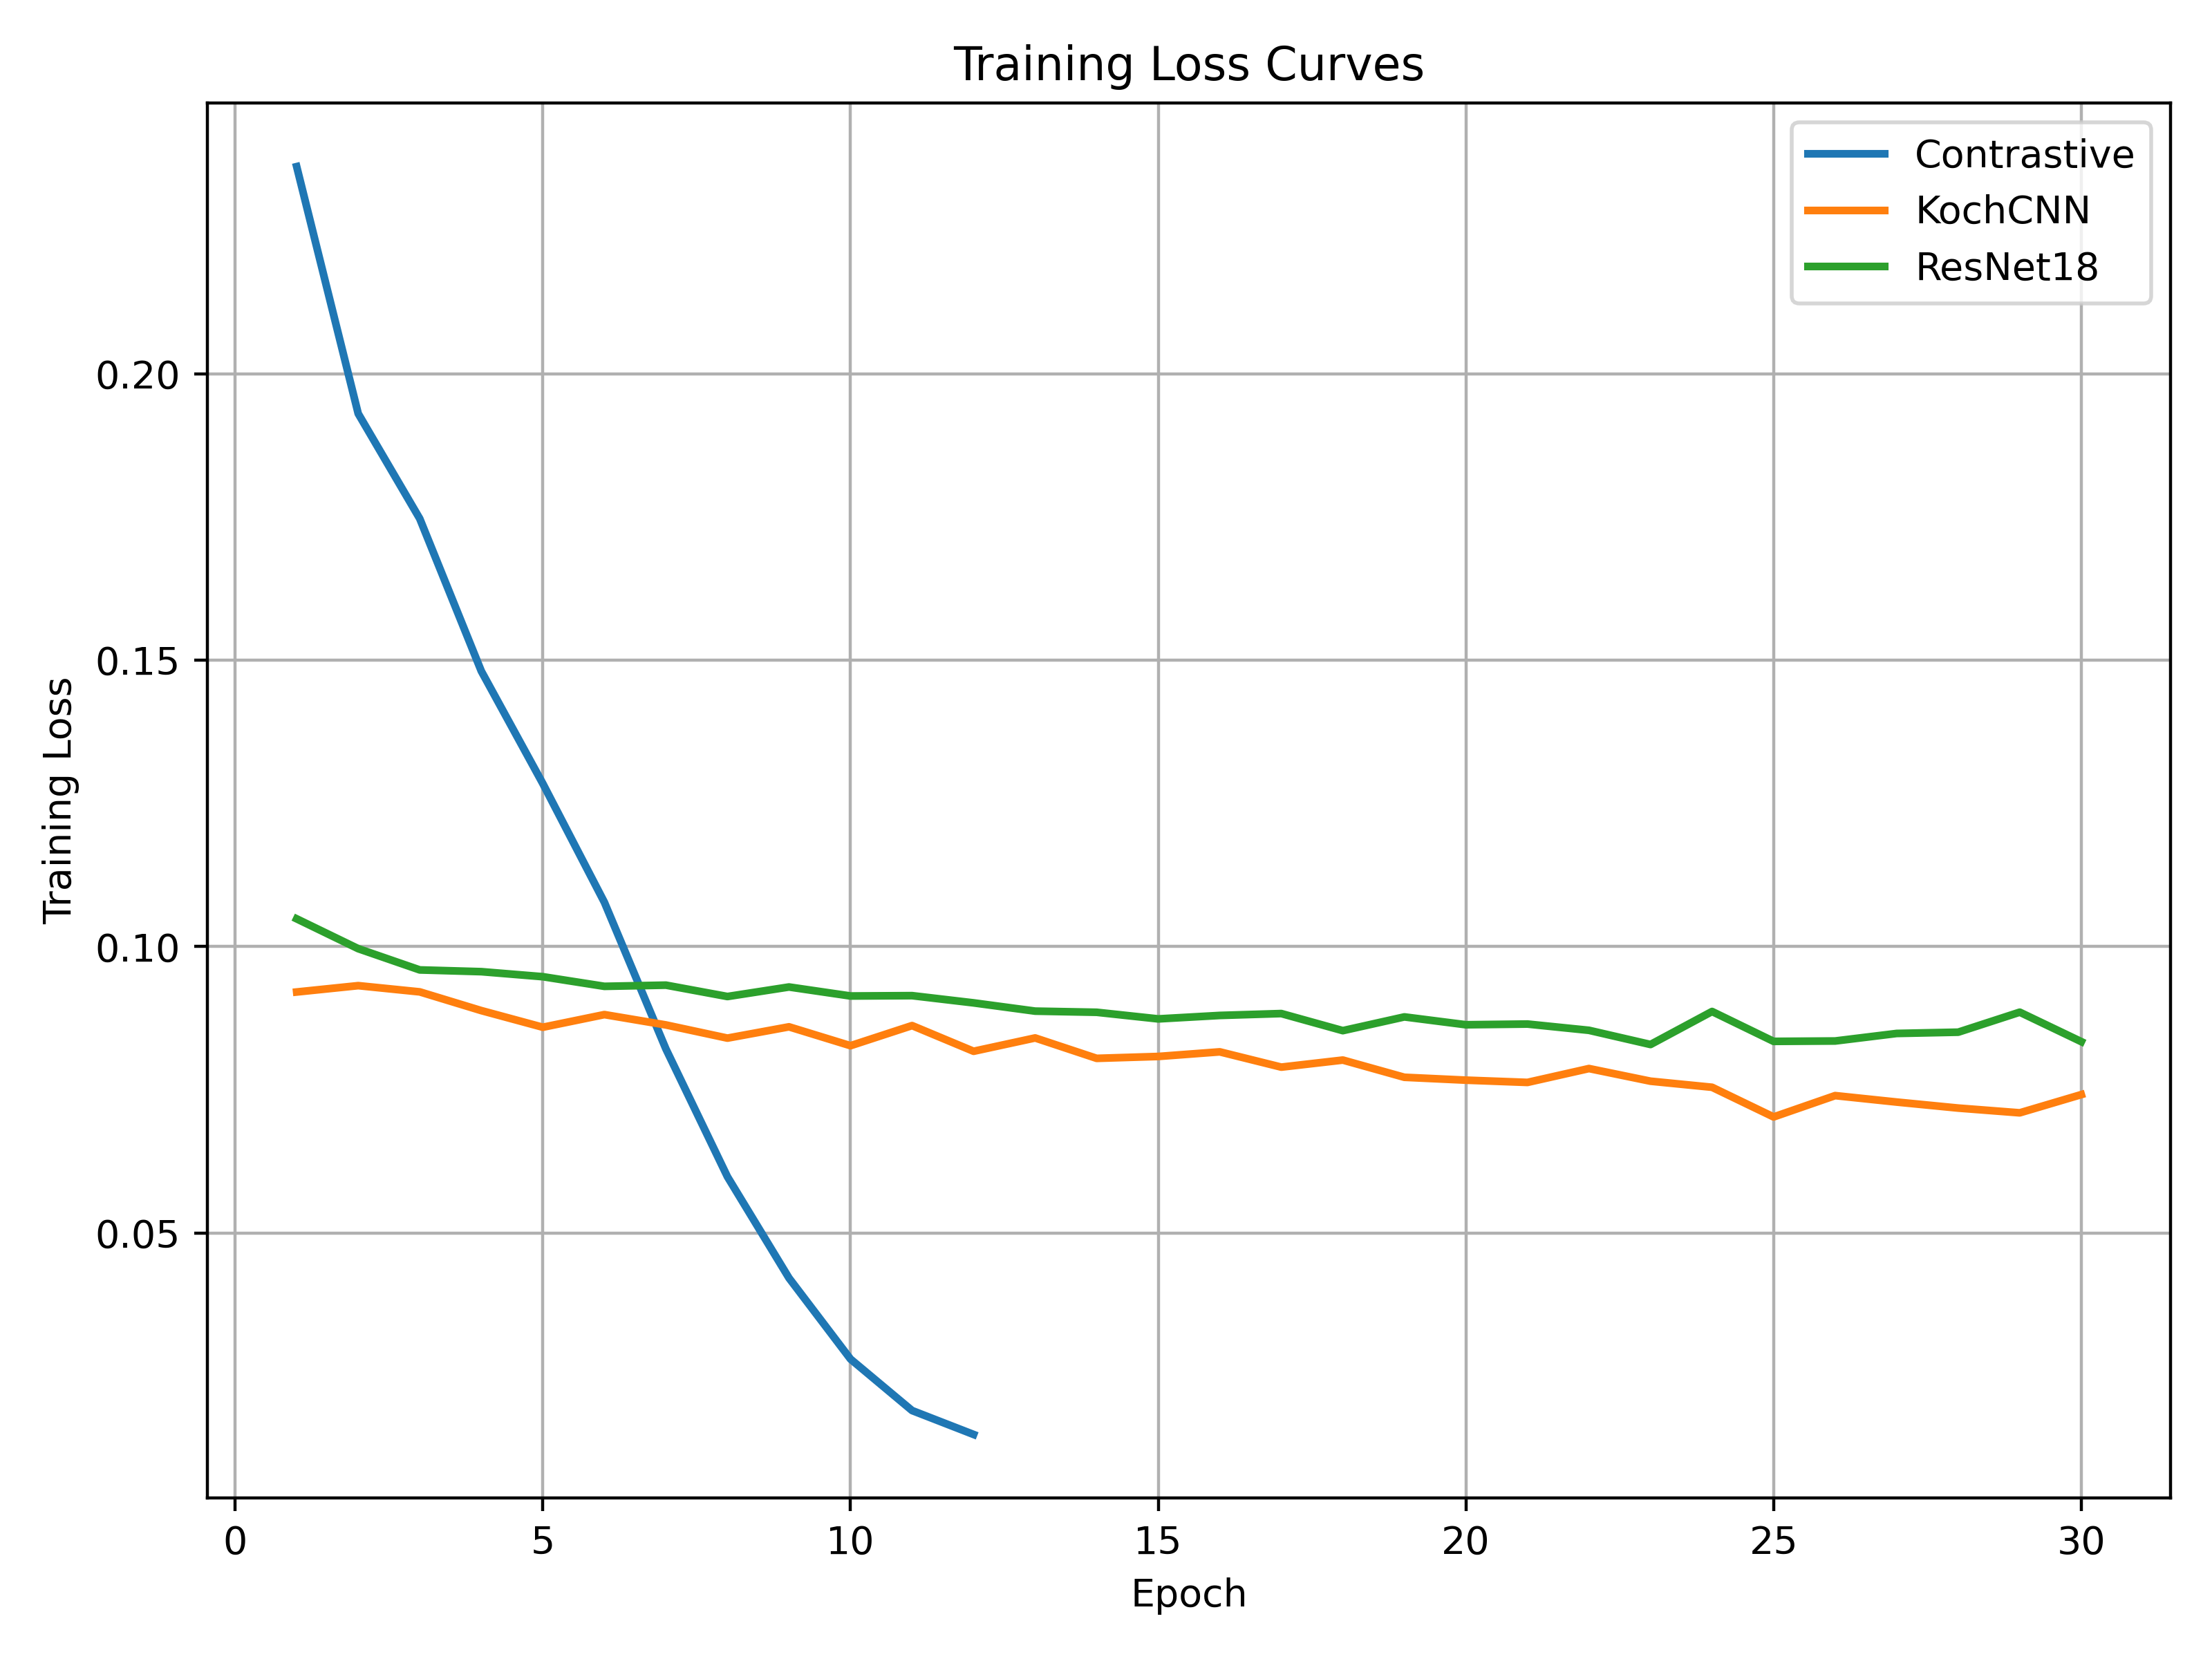 Training Loss Curves
Contrastive
KochCNN
ResNet18
Training Loss
0.20
0.15
0.10
0.05
0 5 10 15 20 25 30
Epoch